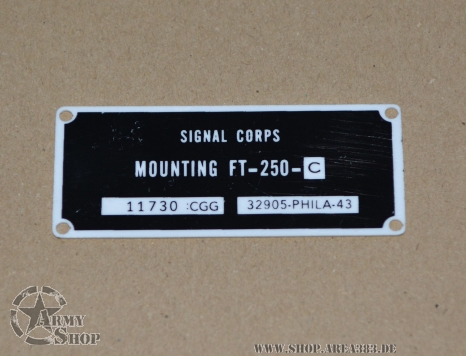 SIGNAL CORPS
MOUNTING FT-250-C
11730 :CGG 32905-PHILA-43
ARMY SHOP
WWW.SHOP.AREA383.DE